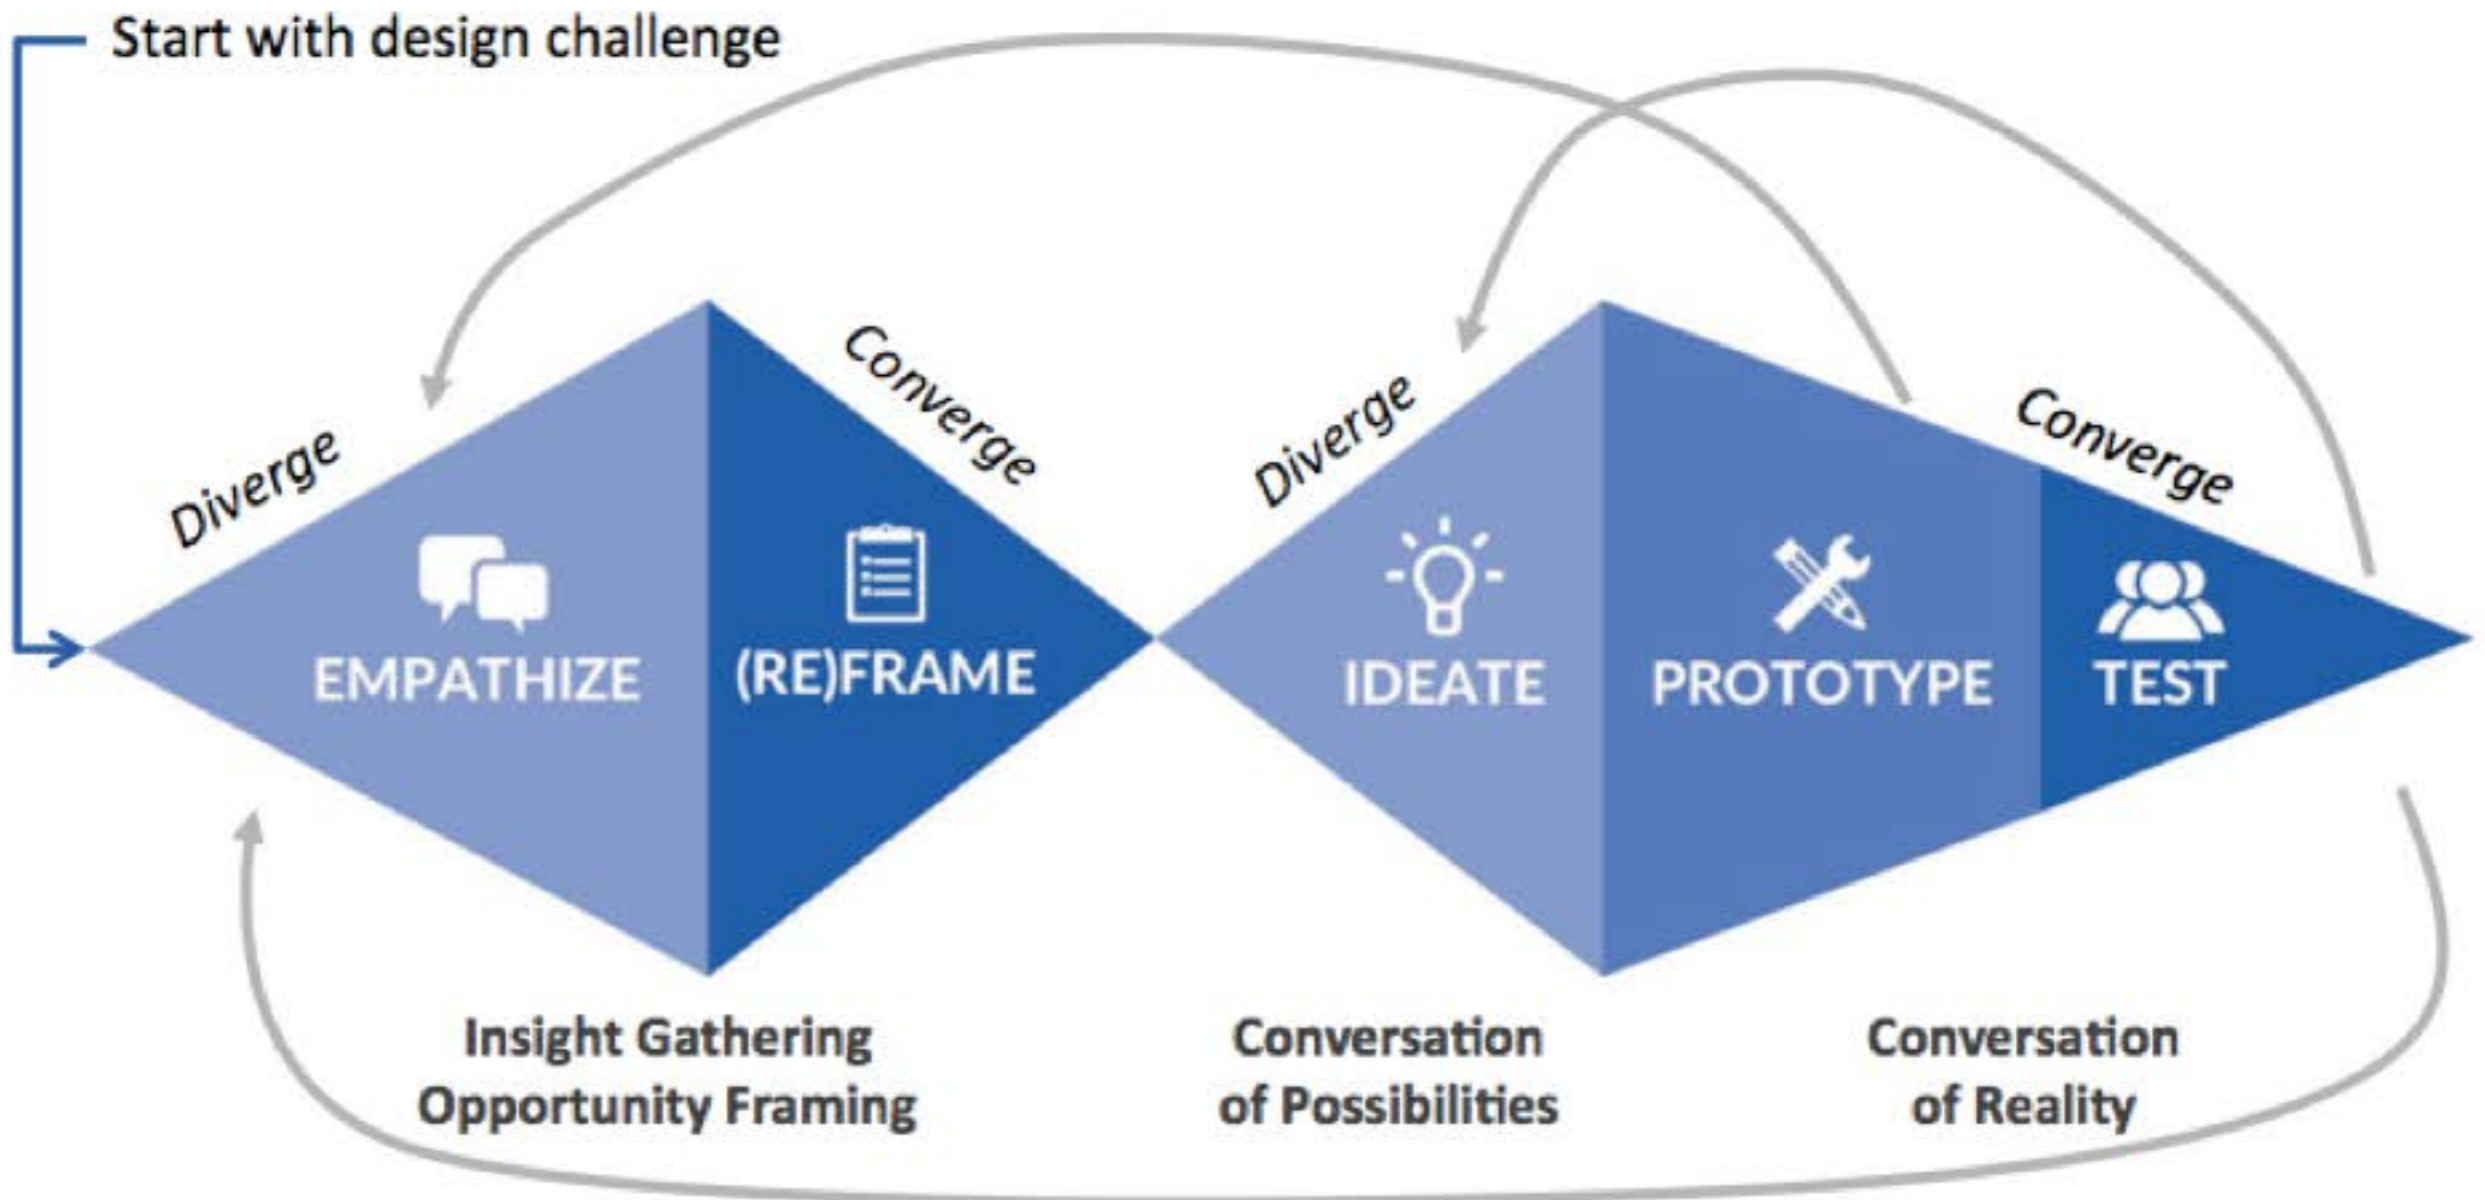 Start with design challenge
Diverge
Converge
Diverge
Converge
EMPATHIZE
(RE)FRAME
IDEATE
PROTOTYPE
TEST
Insight Gathering
Opportunity Framing
Conversation
of Possibilities
Conversation
of Reality